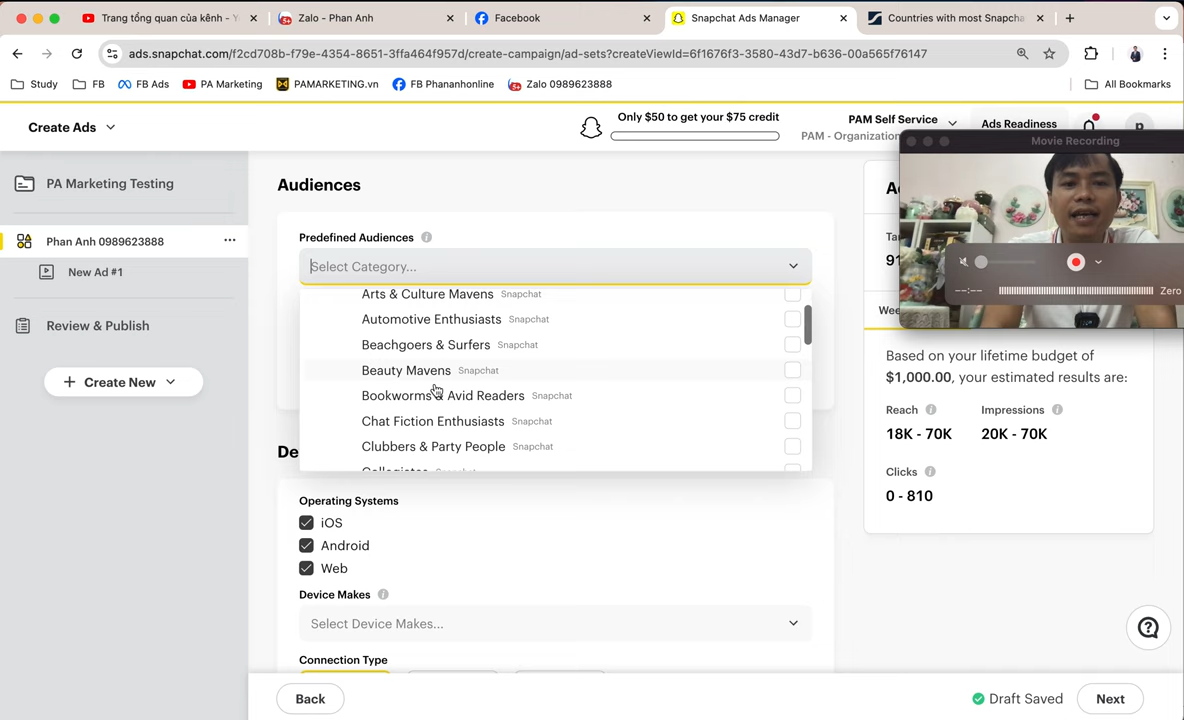 Trang tổng quan của kênh - Y
Zalo - Phan Anh
Facebook
Snapchat Ads Manager
Countries with most Snapcha
ads.snapchat.com/f2cd708b-f79e-4354-8651-3ffa464f957d/create-campaign/ad-sets?createViewId=6f1676f3-3580-43d7-b636-00a565f76147
Study
FB
FB Ads
PA Marketing
PAMARKETING.vn
FB Phananhonline
Zalo 0989623888
All Bookmarks
Create Ads
Only $50 to get your $75 credit
PAM Self Service
PAM - Organization
Ads Readiness
p
Movie Recording
PA Marketing Testing
Phan Anh 0989623888
New Ad #1
Review & Publish
Create New
Audiences
Predefined Audiences
Select Category...
Arts & Culture Mavens Snapchat
Automotive Enthusiasts Snapchat
Beachgoers & Surfers Snapchat
Beauty Mavens Snapchat
Bookworms & Avid Readers Snapchat
Chat Fiction Enthusiasts Snapchat
Clubbers & Party People Snapchat
Collegiates Snapchat
De
Operating Systems
iOS
Android
Web
Device Makes
Select Device Makes...
Connection Type
A
Ta
91
Wee
--:--
Zero
Based on your lifetime budget of
$1,000.00, your estimated results are:
Reach
Impressions
18K - 70K
20K - 70K
Clicks
0 - 810
Back
Draft Saved
Next